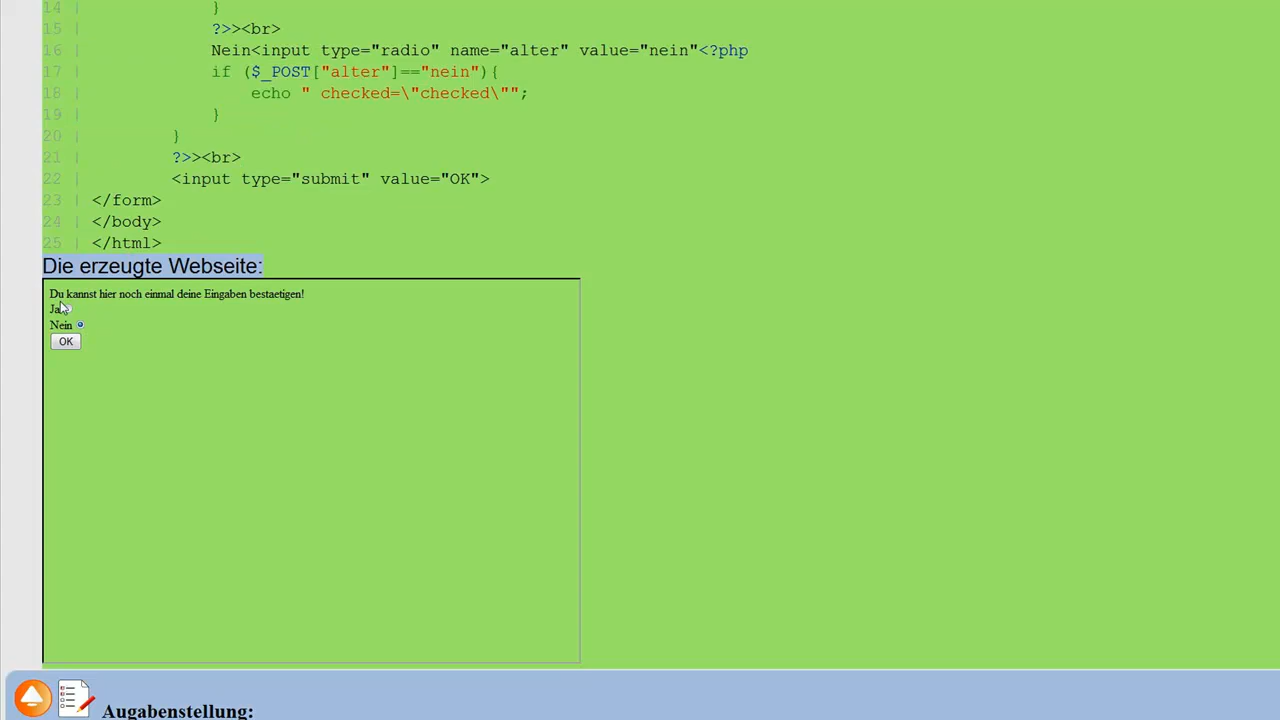 14 | }
15 | ?>><br>
16 | Nein<input type="radio" name="alter" value="nein"<?php
17 | if ($_POST["alter"]=="nein"){
18 | echo " checked=\"checked\"";
19 | }
20 | }
21 | ?>><br>
22 | <input type="submit" value="OK">
23 | </form>
24 | </body>
25 | </html>
Die erzeugte Webseite:
Du kannst hier noch einmal deine Eingaben bestaetigen!
Ja
Nein
OK
Augabenstellung: